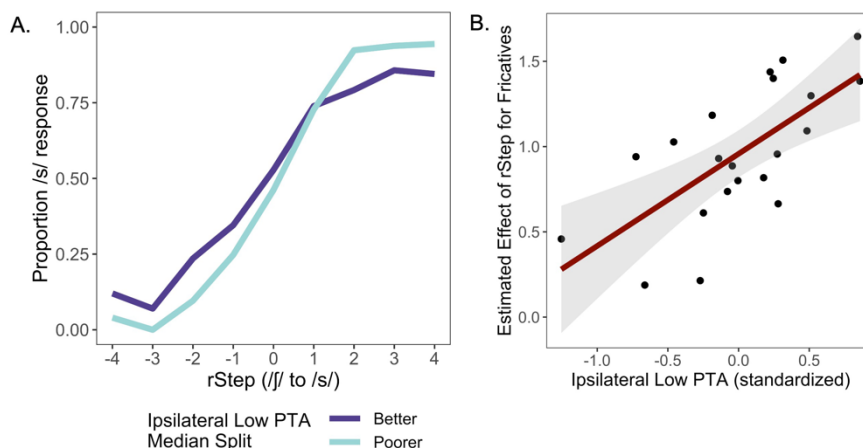 A.
Proportion /s/ response
1.00
0.75
0.50
0.25
0.00
-4 -3 -2 -1 0 1 2 3 4
rStep (/ʃ/ to /s/)
Ipsilateral Low PTA
Median Split
Better
Poorer
B.
Estimated Effect of rStep for Fricatives
1.5
1.0
0.5
0.0
-1.0 -0.5 0.0 0.5
Ipsilateral Low PTA (standardized)